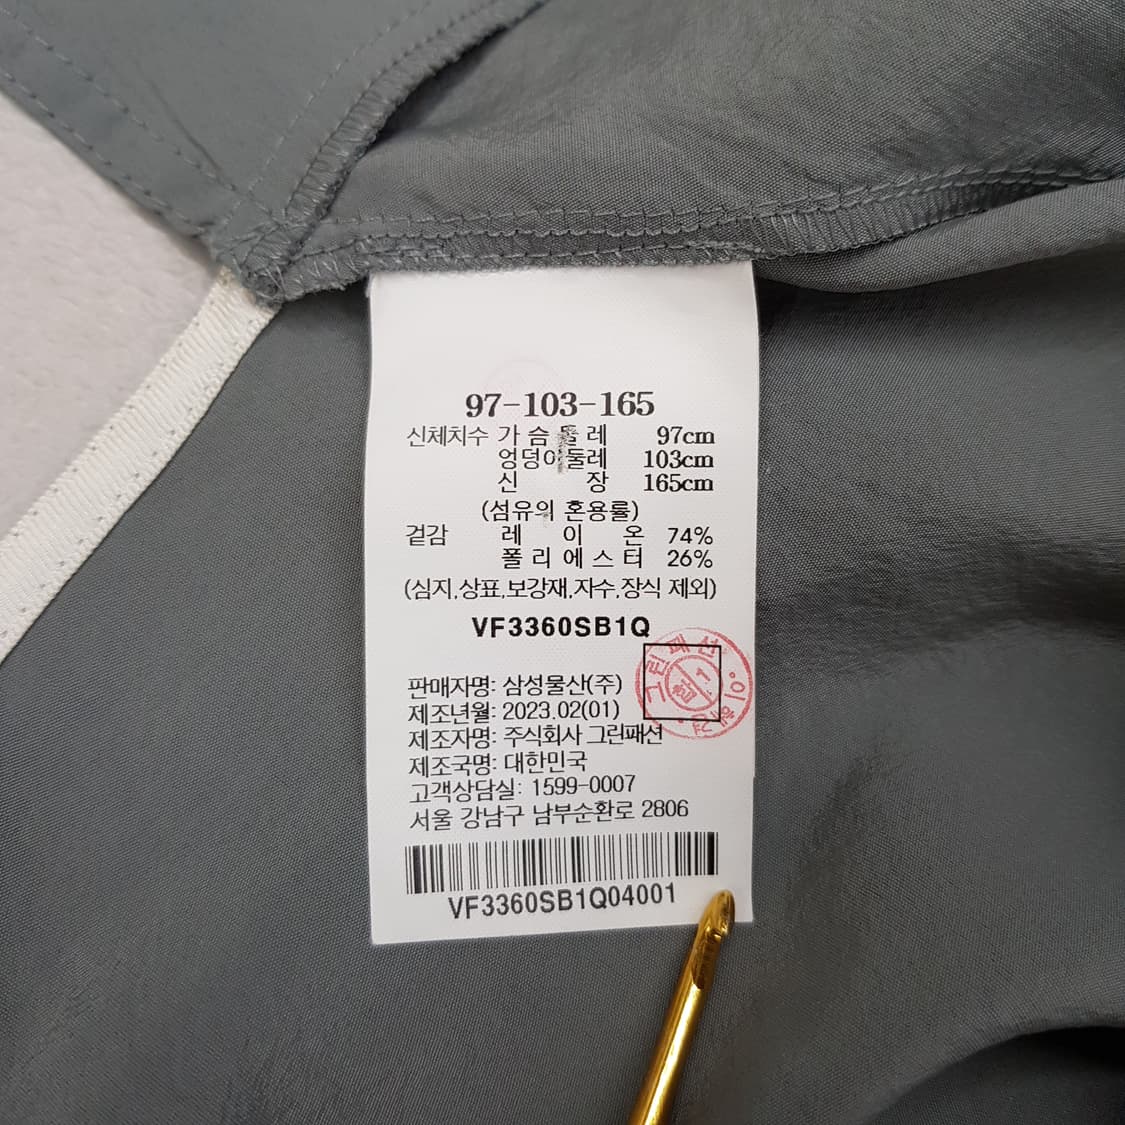 97-103-165
신체치수 가슴둘레 97cm
엉덩이둘레 103cm
신장 165cm
(섬유의 혼용률)
겉감 레이온 74%
폴리에스터 26%
(심지,상표,보강재,자수,장식 제외)
VF3360SB1Q
판매자명: 삼성물산(주)
제조년월: 2023.02(01)
제조자명: 주식회사 그린패션
제조국명: 대한민국
고객상담실: 1599-0007
서울 강남구 남부순환로 2806
VF3360SB1Q04001
그린패션
1